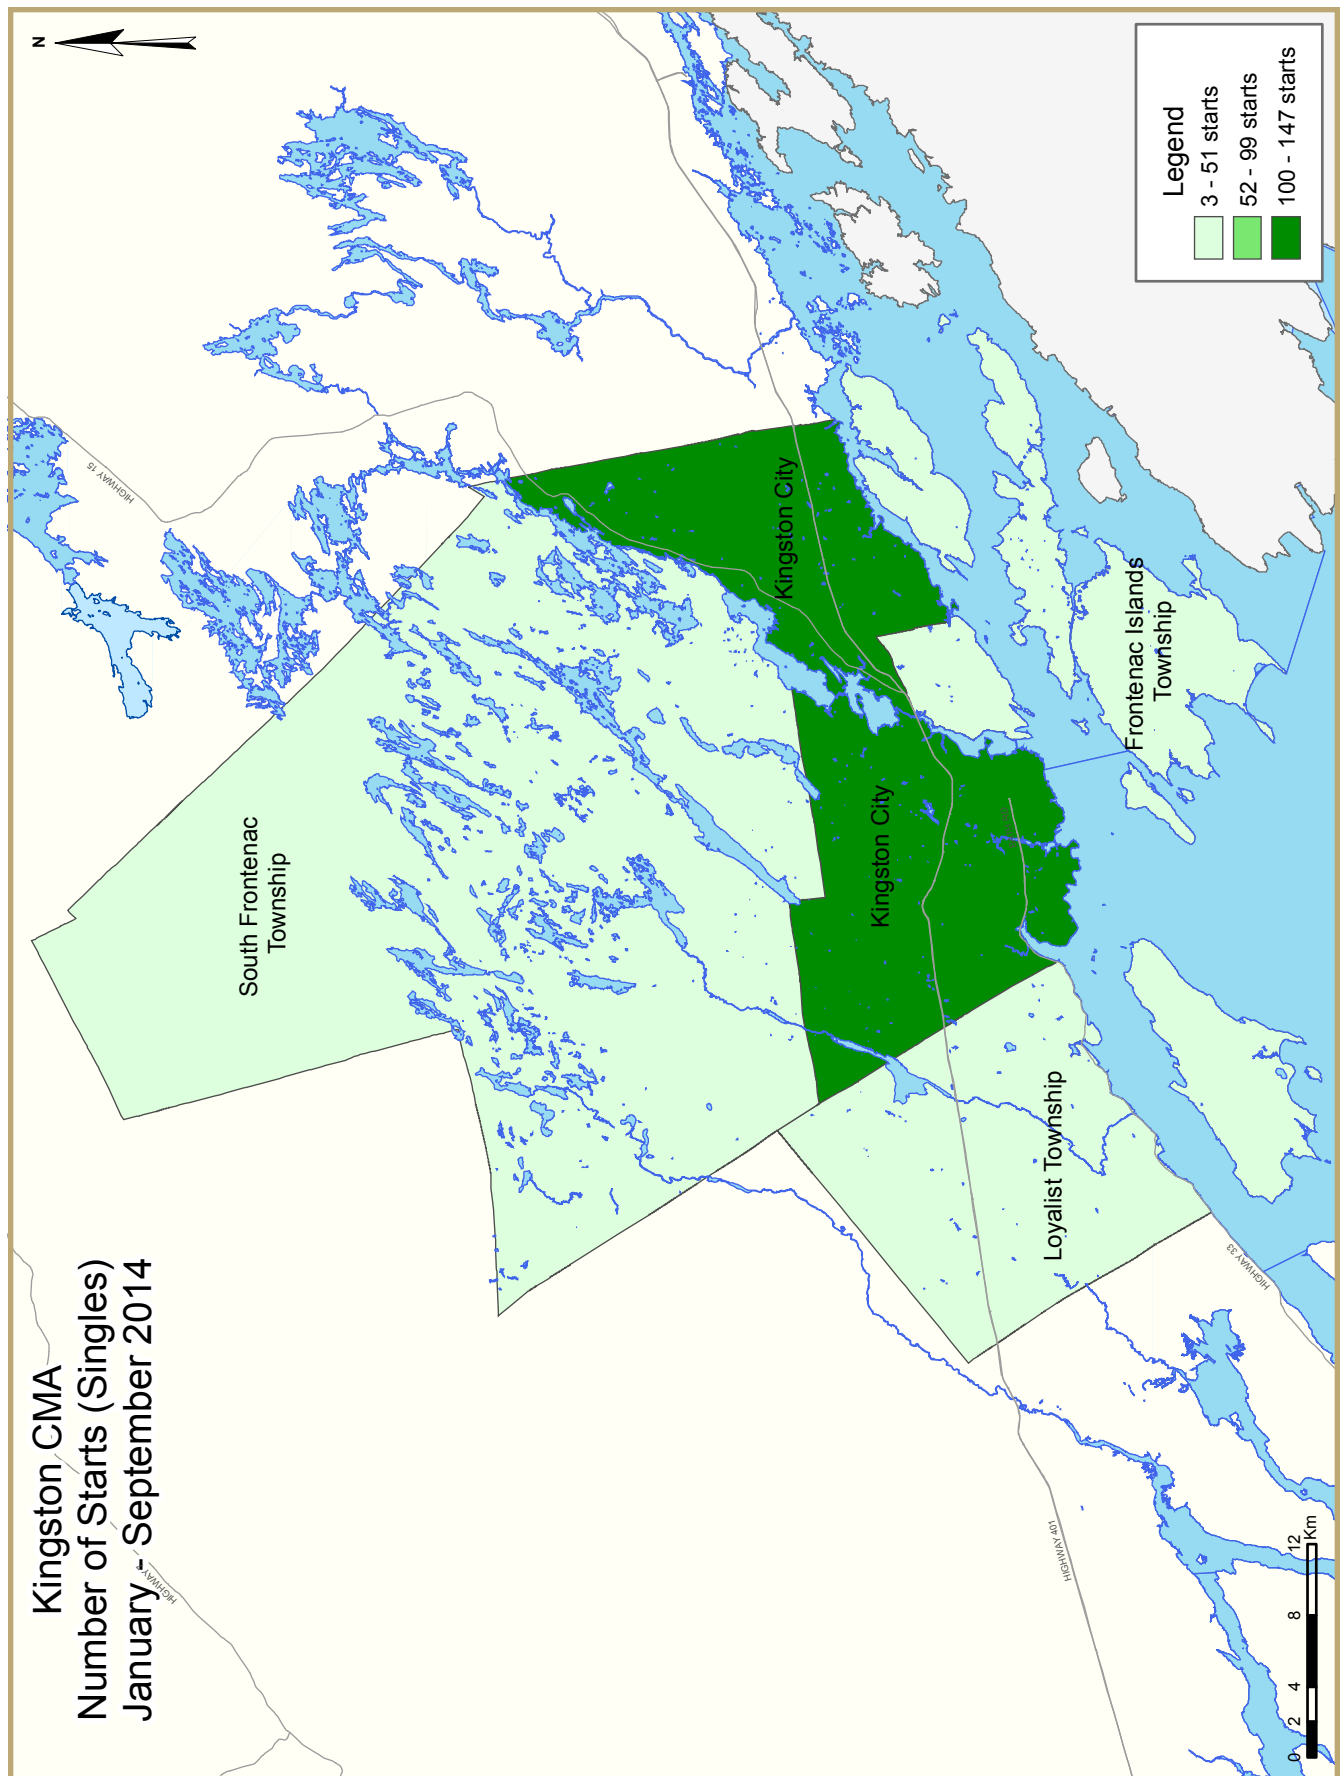 Kingston CMA
Number of Starts (Singles)
January - September 2014
N
HIGHWAY 15
South Frontenac
Township
Kingston City
Kingston City
Frontenac Islands
Township
Loyalist Township
HIGHWAY 33
HIGHWAY 401
HIGHWAY
Legend
3 - 51 starts
52 - 99 starts
100 - 147 starts
0 2 4 8 12
Km